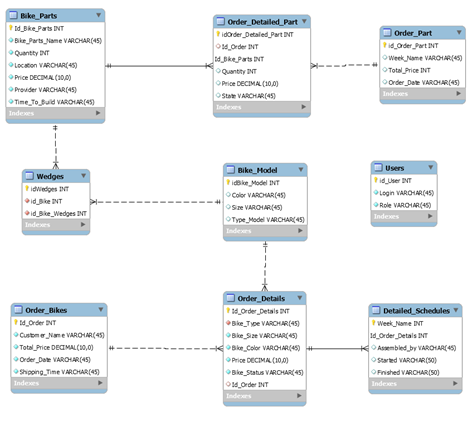 Bike_Parts
Id_Bike_Parts INT
Bike_Parts_Name VARCHAR(45)
Quantity INT
Location VARCHAR(45)
Price DECIMAL(10,0)
Provider VARCHAR(45)
Time_To_Build VARCHAR(45)
Indexes
Order_Detailed_Part
idOrder_Detailed_Part INT
Id_Order INT
Id_Bike_Parts INT
Quantity INT
Price DECIMAL(10,0)
State VARCHAR(45)
Indexes
Order_Part
id_Order_Part INT
Week_Name VARCHAR(45)
Total_Price INT
Order_Date VARCHAR(45)
Indexes
Wedges
idWedges INT
id_Bike INT
id_Bike_Wedges INT
Indexes
Bike_Model
idBike_Model INT
Color VARCHAR(45)
Size VARCHAR(45)
Type_Model VARCHAR(45)
Indexes
Users
id_User INT
Login VARCHAR(45)
Role VARCHAR(45)
Indexes
Order_Bikes
Id_Order INT
Customer_Name VARCHAR(45)
Total_Price DECIMAL(10,0)
Order_Date VARCHAR(45)
Shipping_Time VARCHAR(45)
Indexes
Order_Details
Id_Order_Details INT
Bike_Type VARCHAR(45)
Bike_Size VARCHAR(45)
Bike_Color VARCHAR(45)
Price DECIMAL(10,0)
Bike_Status VARCHAR(45)
Id_Order INT
Indexes
Detailed_Schedules
Week_Name INT
Id_Order_Details INT
Assembled_by VARCHAR(45)
Started VARCHAR(50)
Finished VARCHAR(50)
Indexes